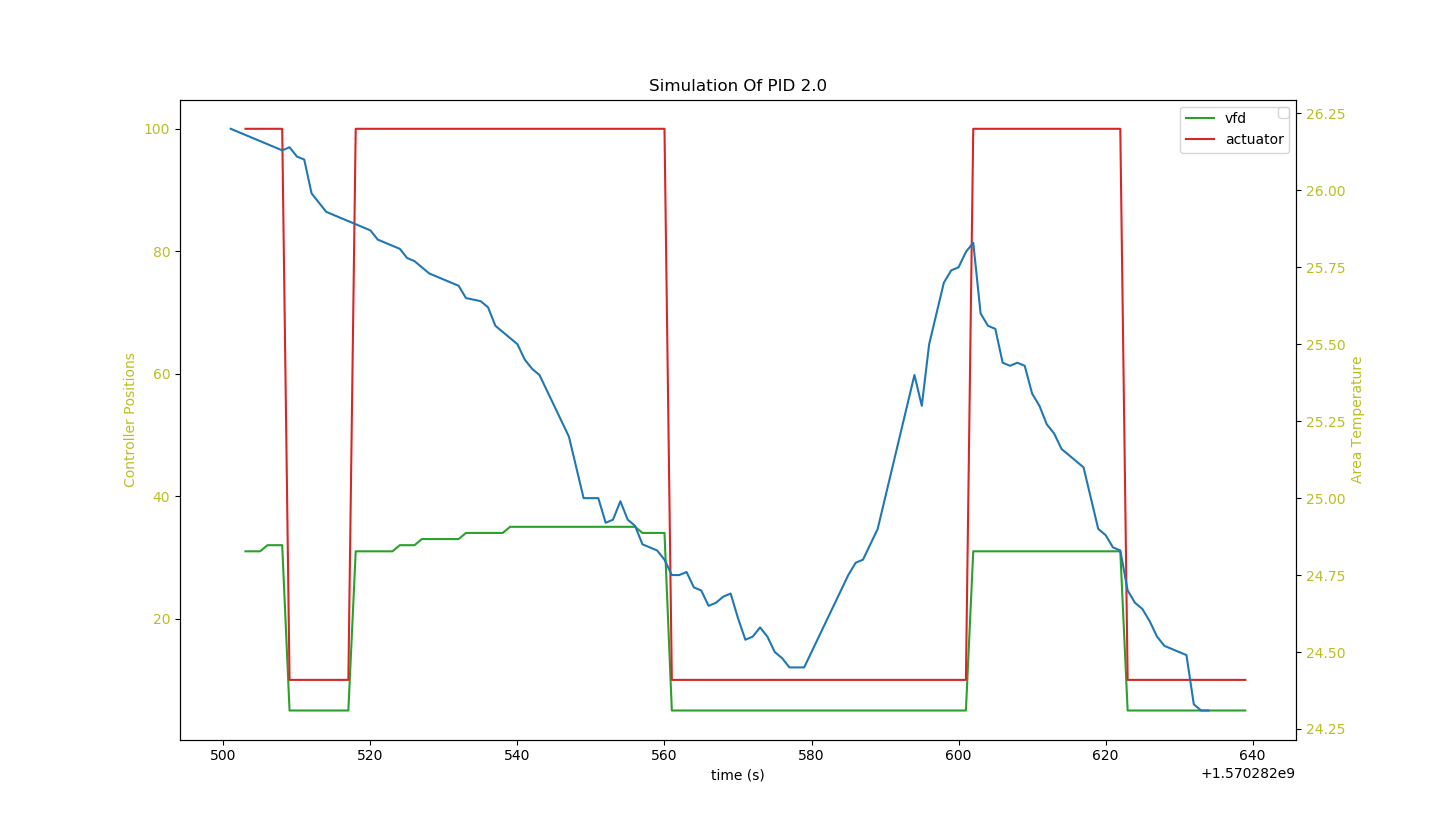 Simulation Of PID 2.0
vfd
actuator
100
80
60
40
20
Controller Positions
26.25
26.00
25.75
25.50
25.25
25.00
24.75
24.50
24.25
Area Temperature
500 520 540 560 580 600 620 640
time (s)
+1.570282e9